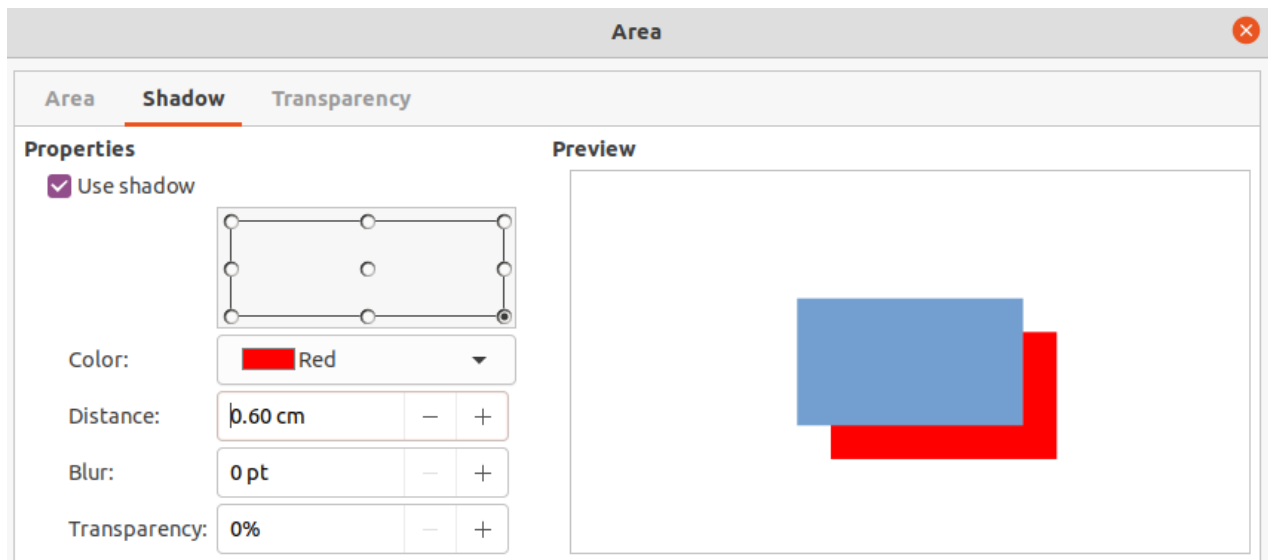 Area
Area Shadow Transparency
Properties
Preview
Use shadow
Color: Red
Distance: 0.60 cm
Blur: 0 pt
Transparency: 0%